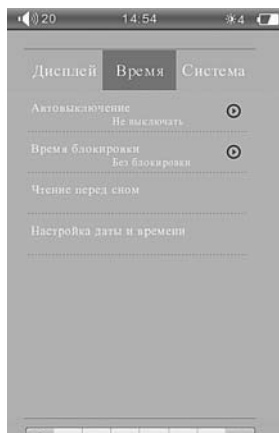 20 14:54 4
Дисплей Время Система
Автовыключение
Не выключать
Время блокировки
Без блокировки
Чтение перед сном
Настройка даты и времени